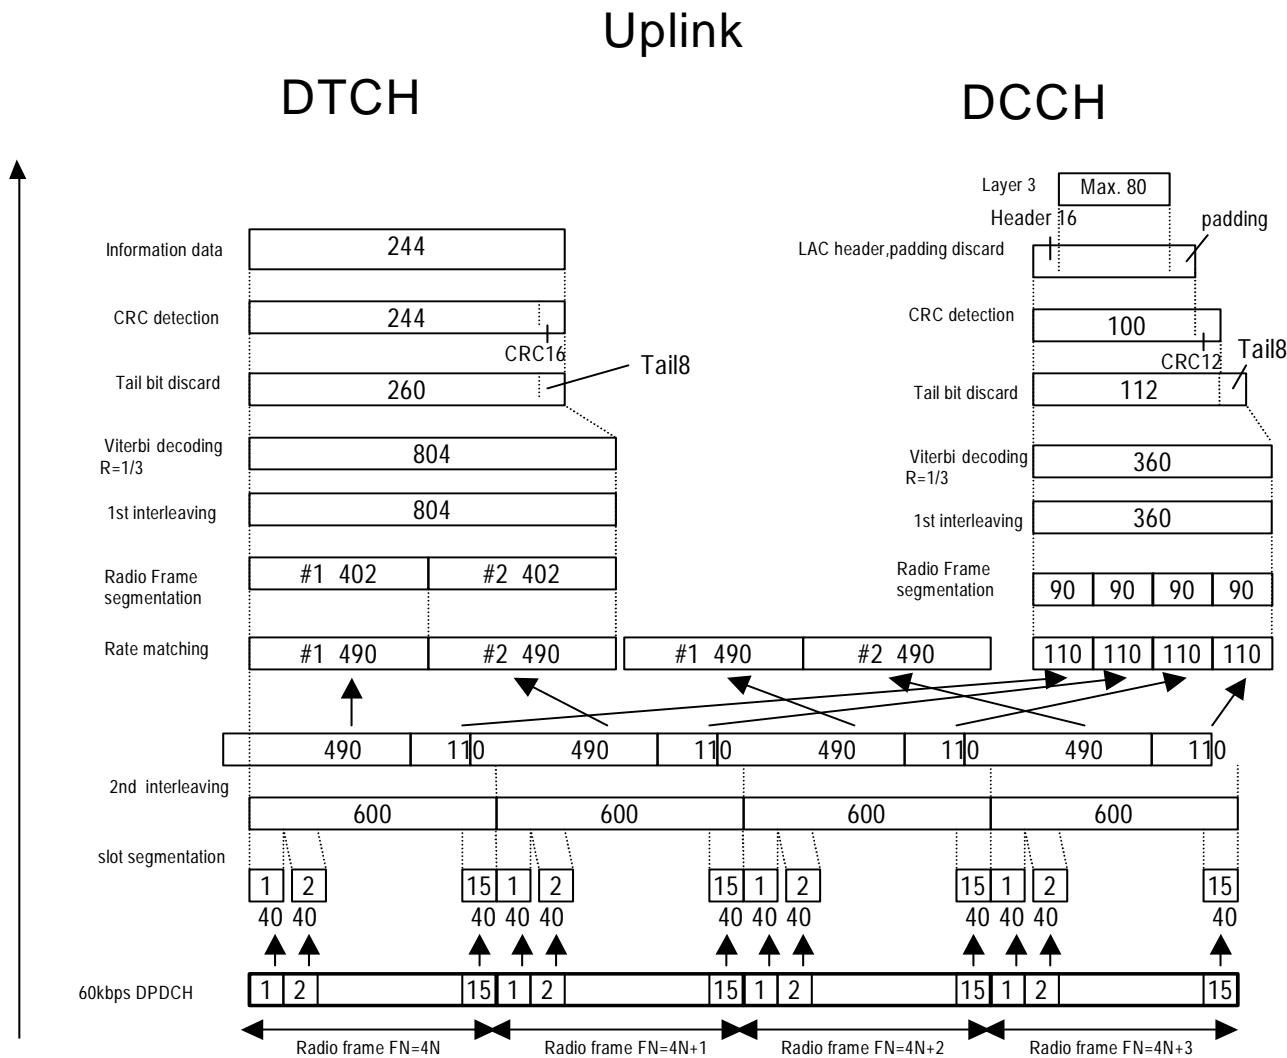 Uplink
DTCH
DCCH
Layer 3
Max. 80
Header 16
padding
Information data
244
LAC header,padding discard
CRC detection
244
CRC16
CRC detection
100
CRC12
Tail bit discard
260
Tail8
Tail bit discard
112
Tail8
Viterbi decoding
R=1/3
804
Viterbi decoding
R=1/3
360
1st interleaving
804
1st interleaving
360
Radio Frame
segmentation
#1 402
#2 402
Radio Frame
segmentation
90 90 90 90
Rate matching
#1 490
#2 490
#1 490
#2 490
110 110 110 110
490 110 490 110 490 110 490 110
2nd interleaving
600 600 600 600
slot segmentation
1 2 15 1 2 15 1 2 15 1 2 15
40 40 40 40 40 40 40 40 40 40 40 40
60kbps DPDCH
1 2 15 1 2 15 1 2 15 1 2 15
Radio frame FN=4N
Radio frame FN=4N+1
Radio frame FN=4N+2
Radio frame FN=4N+3